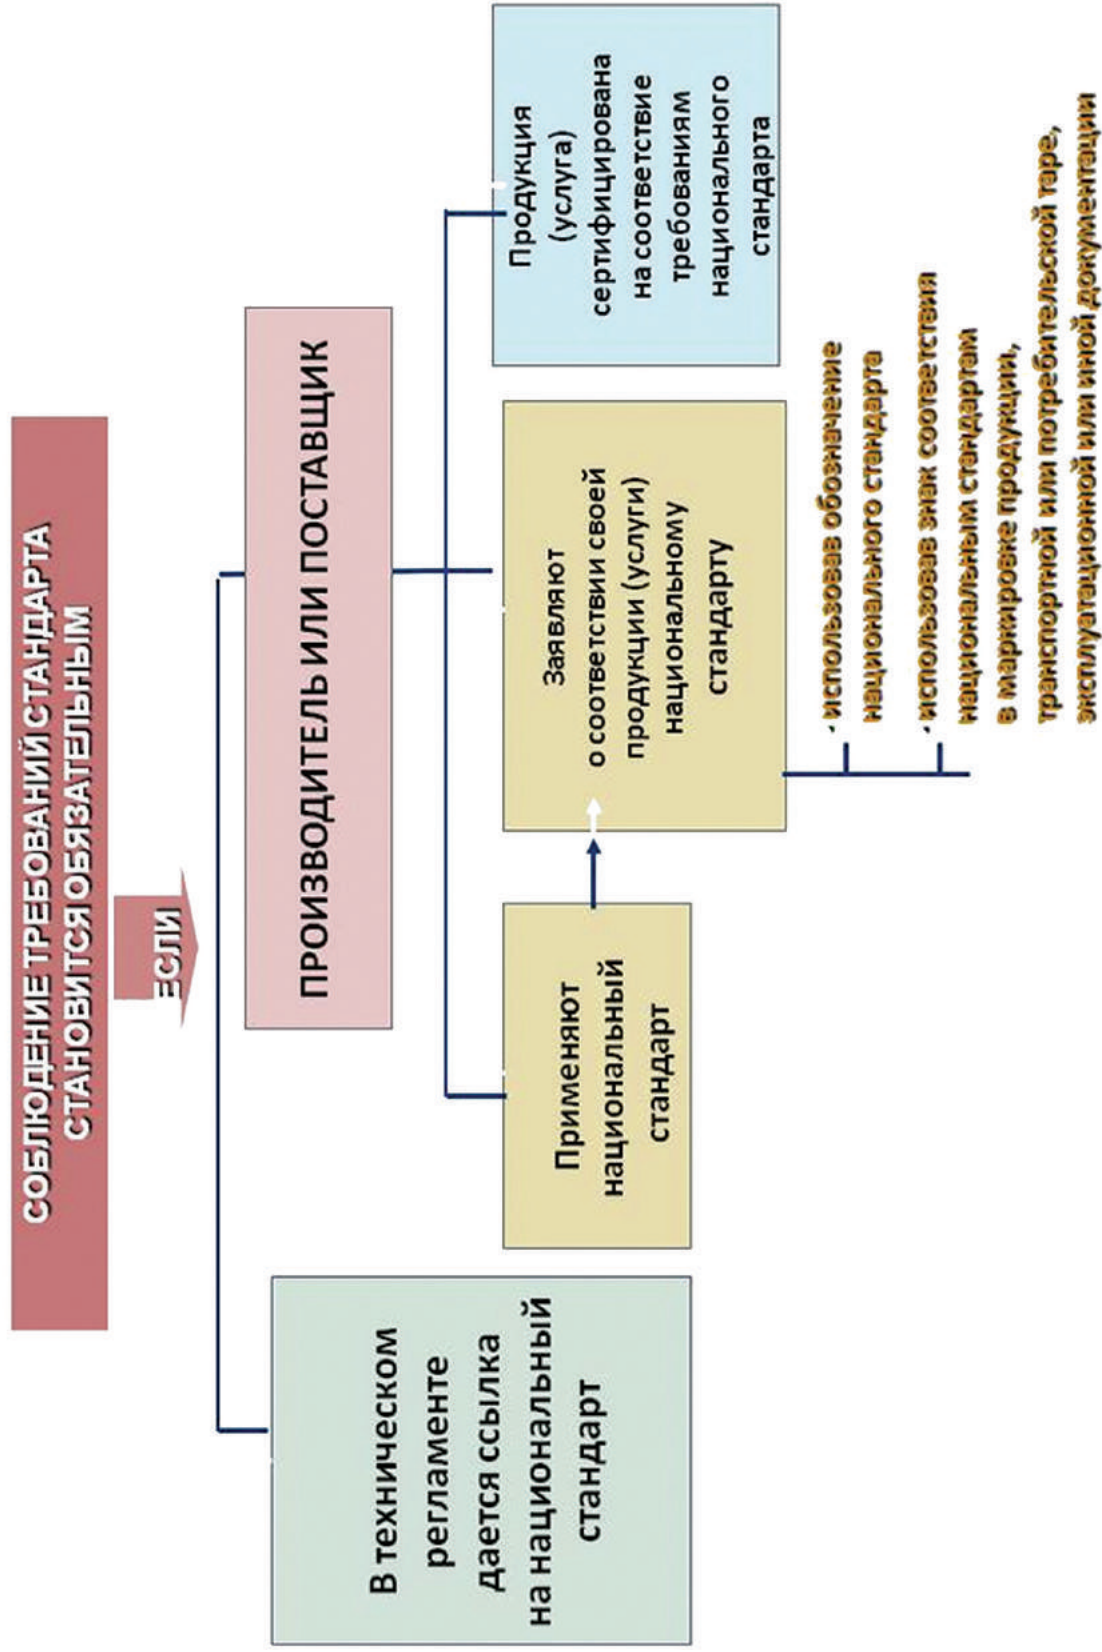 СОБЛЮДЕНИЕ ТРЕБОВАНИЙ СТАНДАРТА
СТАНОВИТСЯ ОБЯЗАТЕЛЬНЫМ
ЕСЛИ
В техническом
регламенте
дается ссылка
на национальный
стандарт
ПРОИЗВОДИТЕЛЬ ИЛИ ПОСТАВЩИК
Применяют
национальный
стандарт
Заявляют
о соответствии своей
продукции (услуги)
национальному
стандарту
Продукция
(услуга)
сертифицирована
на соответствие
требованиям
национального
стандарта
использовав обозначение
национального стандарта
использовав знак соответствия
национальным стандартам
в маркировке продукции,
транспортной или потребительской таре,
эксплуатационной или иной документации